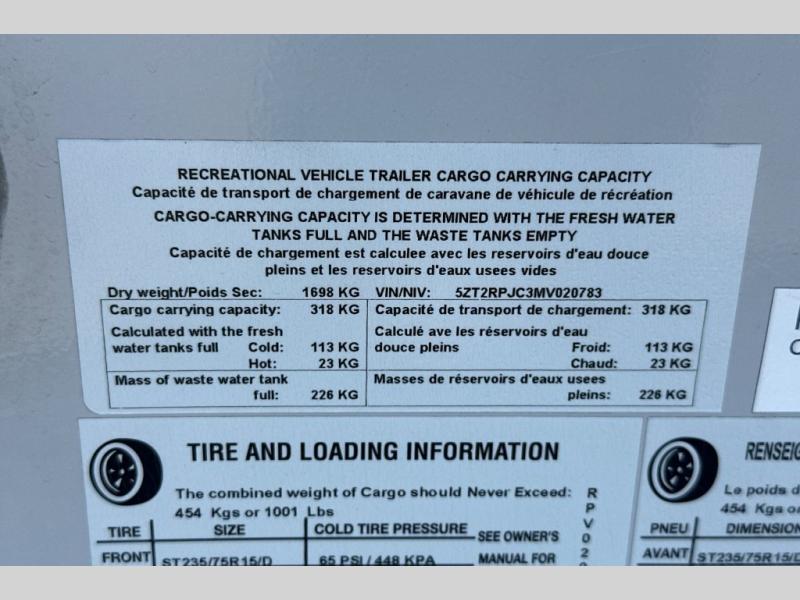 RECREATIONAL VEHICLE TRAILER CARGO CARRYING CAPACITY
Capacité de transport de chargement de caravane de véhicule de récréation
CARGO-CARRYING CAPACITY IS DETERMINED WITH THE FRESH WATER
TANKS FULL AND THE WASTE TANKS EMPTY
Capacité de chargement est calculee avec les reservoirs d'eau douce
pleins et les reservoirs d'eaux usees vides
Dry weight/Poids Sec: 1698 KG VIN/NIV: 5ZT2RPJC3MV020783
Cargo carrying capacity: 318 KG Capacité de transport de chargement: 318 KG
Calculated with the fresh Calculé ave les réservoirs d'eau
water tanks full Cold: 113 KG douce pleins Froid: 113 KG
Hot: 23 KG Chaud: 23 KG
Mass of waste water tank Masses de réservoirs d'eaux usees
full: 226 KG pleins: 226 KG
TIRE AND LOADING INFORMATION
The combined weight of Cargo should Never Exceed:
454 Kgs or 1001 Lbs
TIRE SIZE COLD TIRE PRESSURE SEE OWNER'S
FRONT ST235/75R15/D 65 PSI / 448 KPA MANUAL FOR
RPV02
RENSEIG
Le poids d
454 Kgs o
PNEU DIMENSION
AVANT ST235/75R15/D